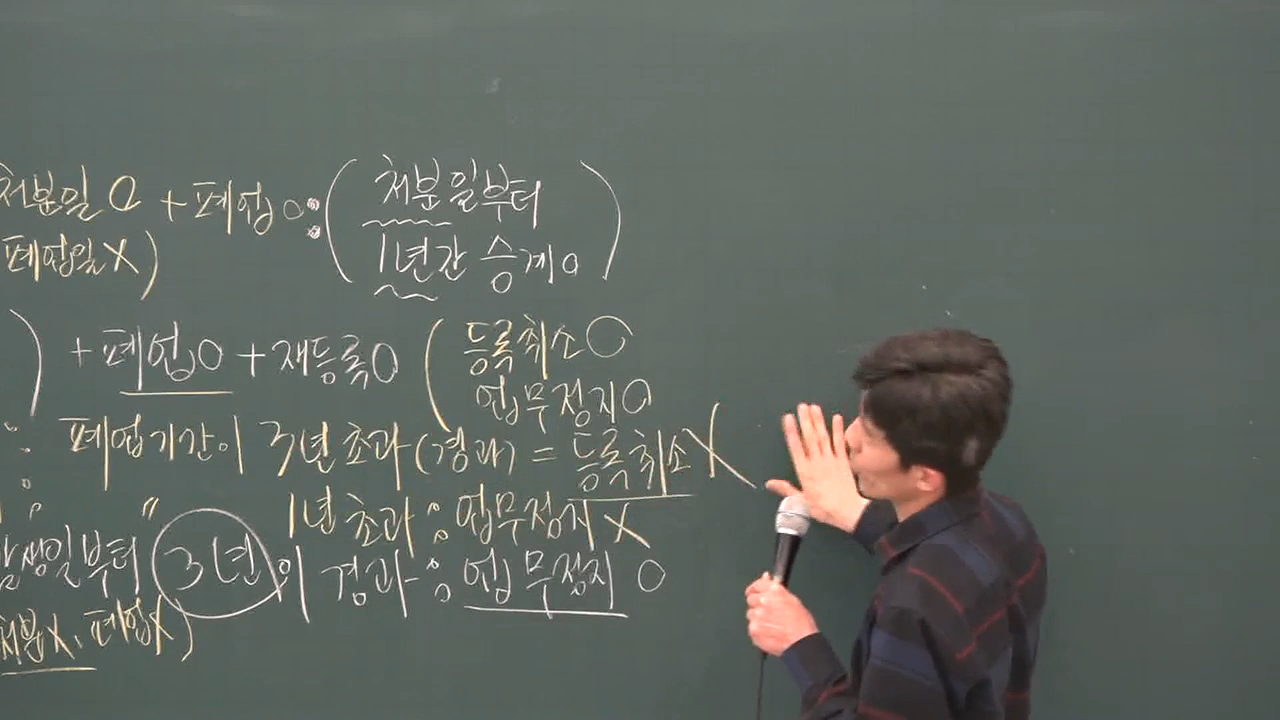 처분일 O + 폐업 O : ( 처분일부터
폐업일 X ) 1년간 승계 O )
) + 폐업 O + 재등록 O ( 등록취소 O
업무정지 O
: 폐업기간이 3년 초과 (경과) = 등록취소 X
: 〃 1년 초과 : 업무정지 X
생일부터 3년이 경과 : 업무정지 O
처분 X, 폐업 X )